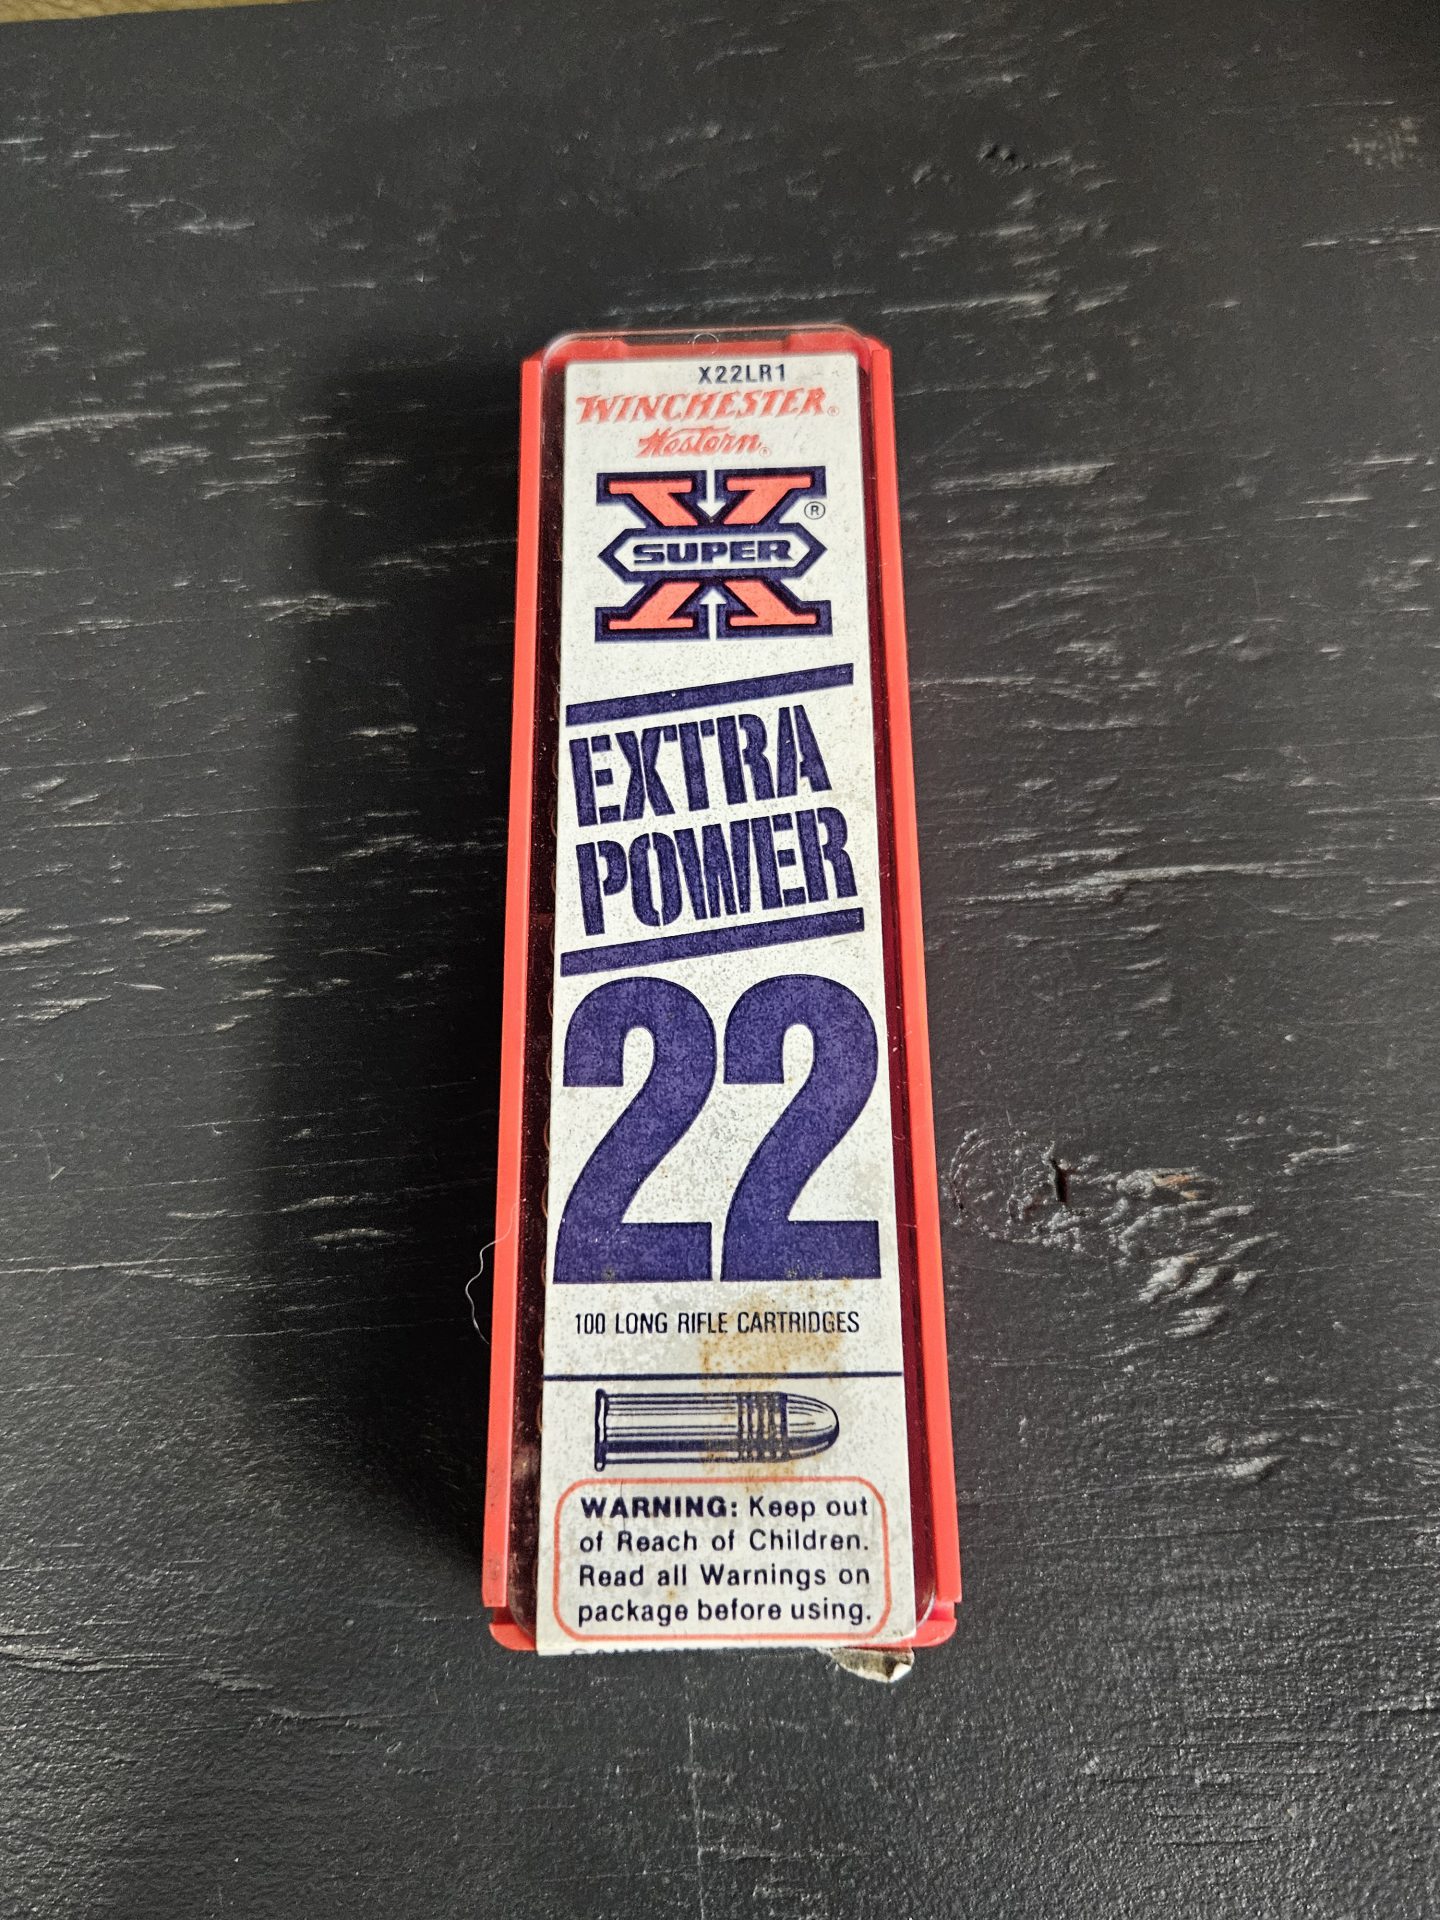 X22LR1
WINCHESTER®
Western®
SUPER X®
EXTRA
POWER
22
100 LONG RIFLE CARTRIDGES
WARNING: Keep out
of Reach of Children.
Read all Warnings on
package before using.